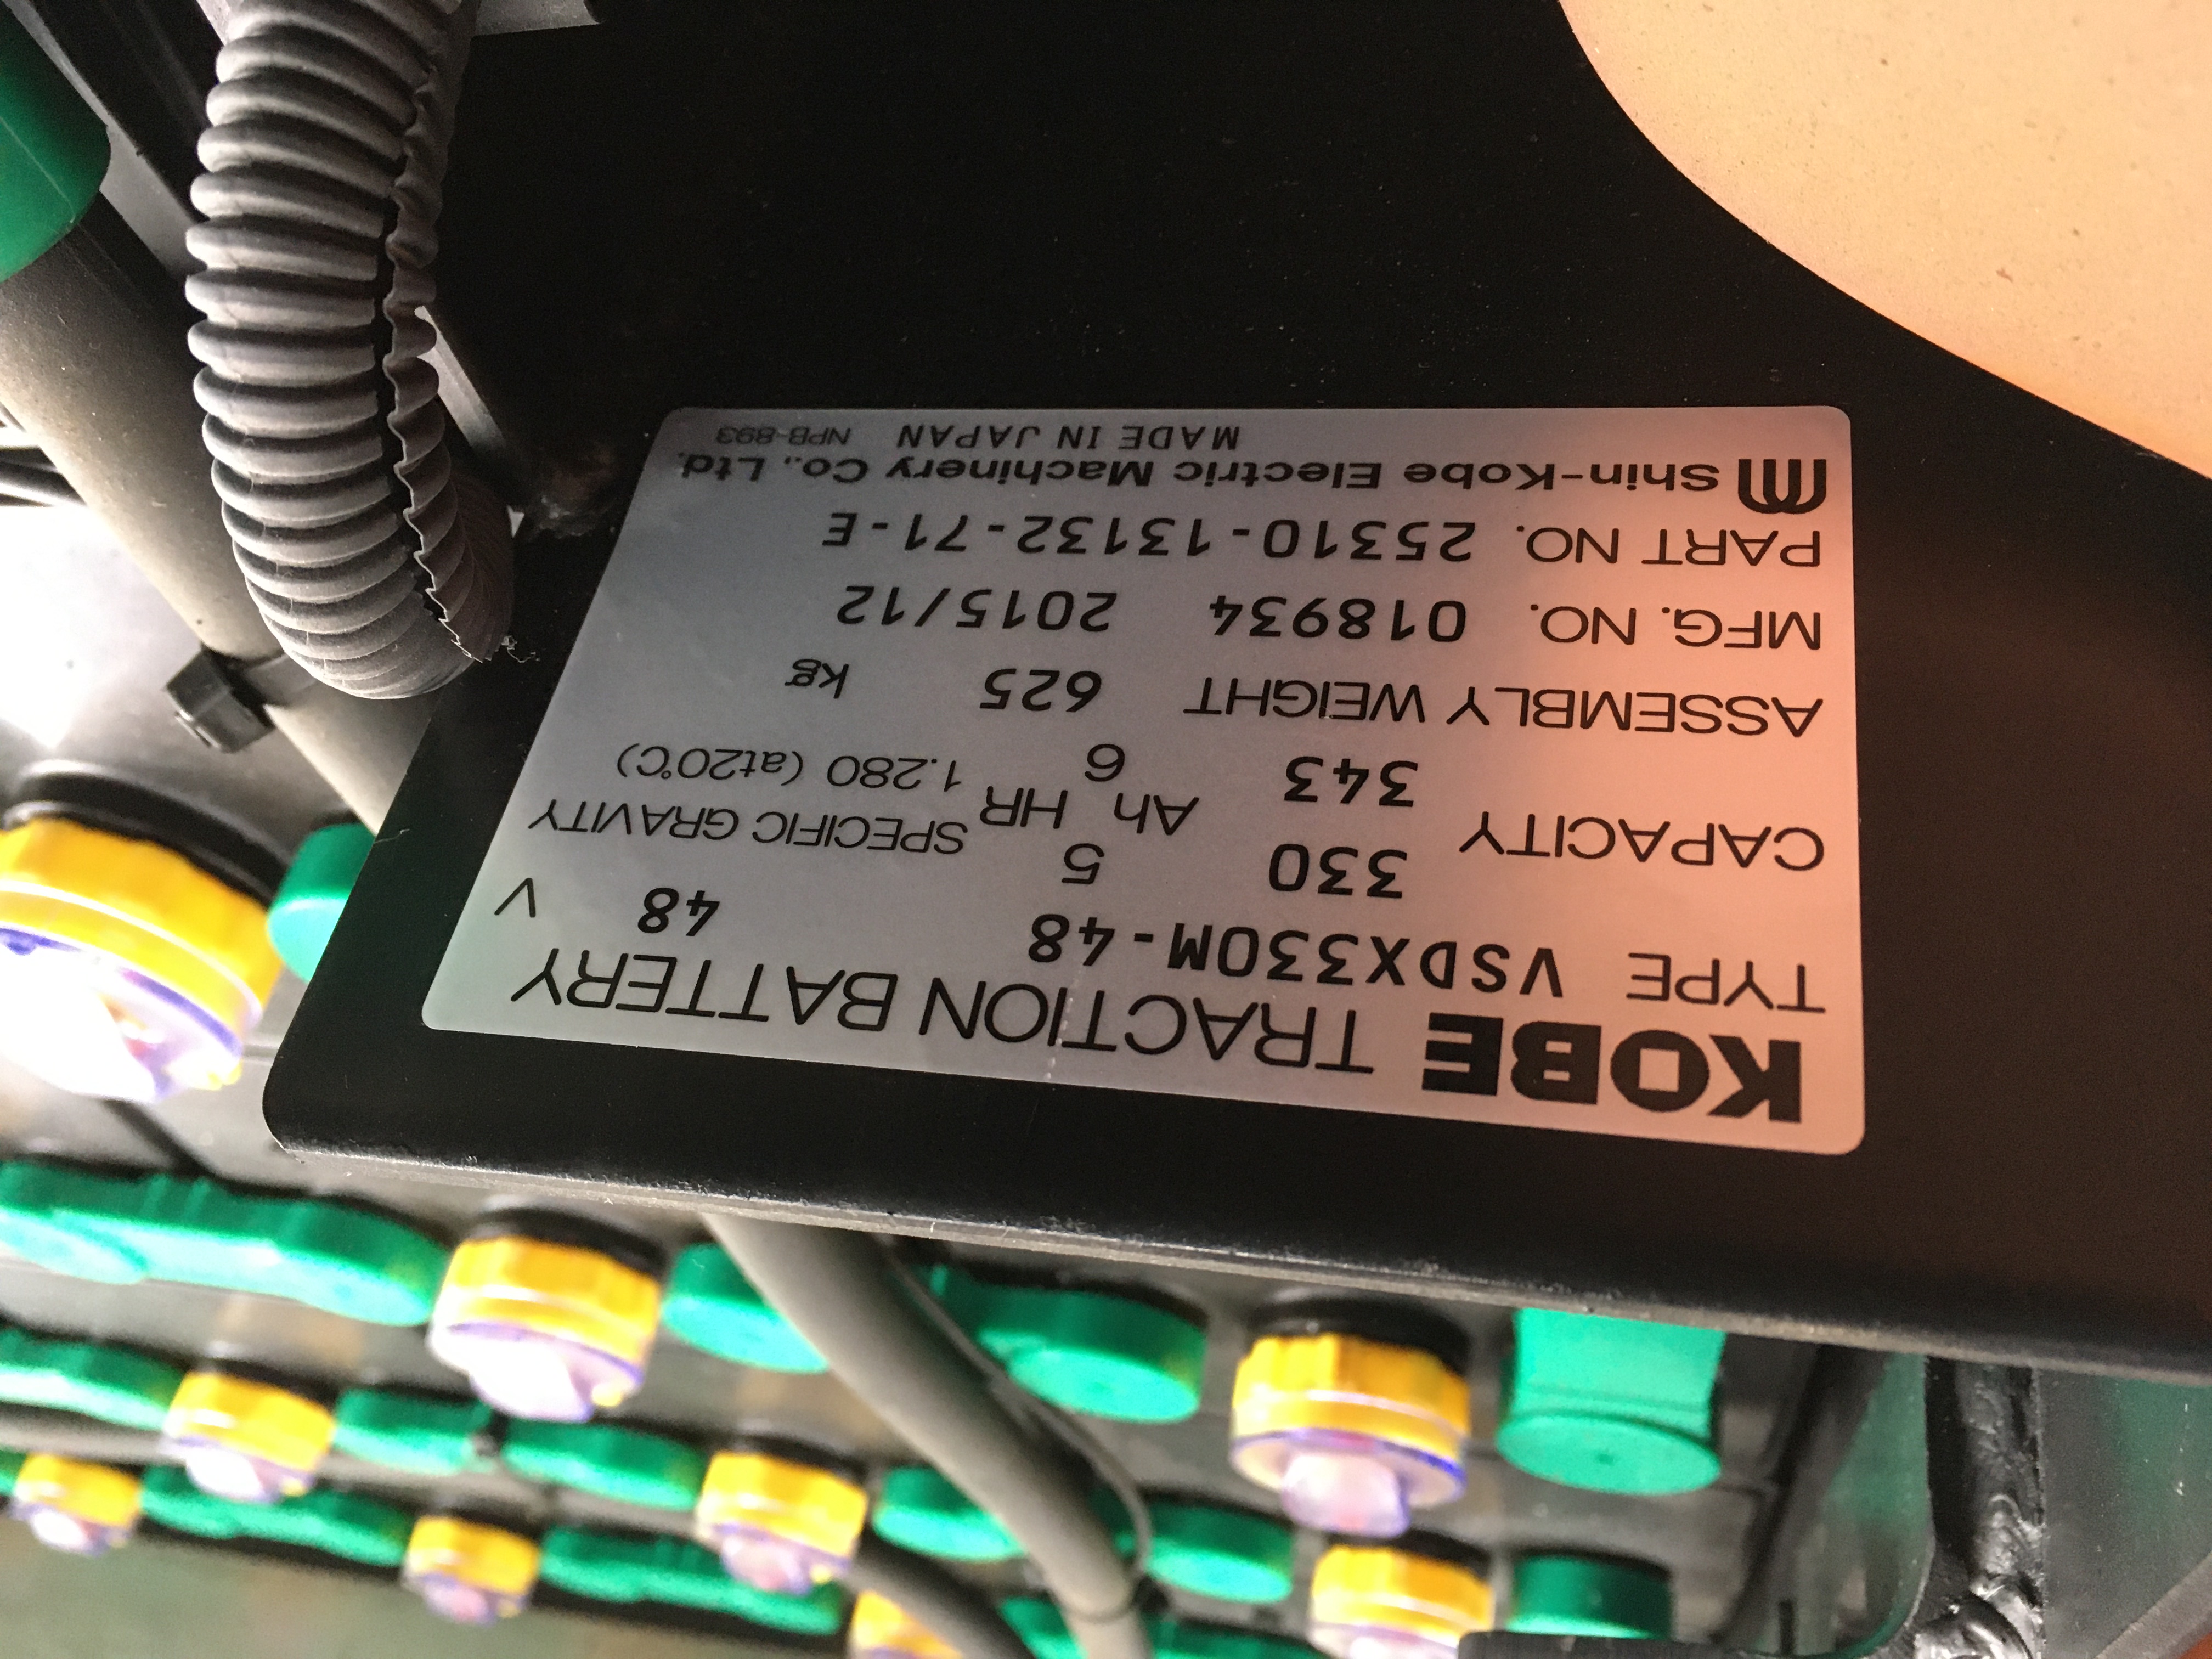 KOBE TRACTION BATTERY
TYPE VSDX330M-48 48 V
CAPACITY 330 Ah 5 HR SPECIFIC GRAVITY
343 6 1.280 (at20°C)
ASSEMBLY WEIGHT 625 kg
MFG. NO. 018934 2015/12
PART NO. 25310-13132-71-E
Shin-Kobe Electric Machinery Co., Ltd.
MADE IN JAPAN NPB-893